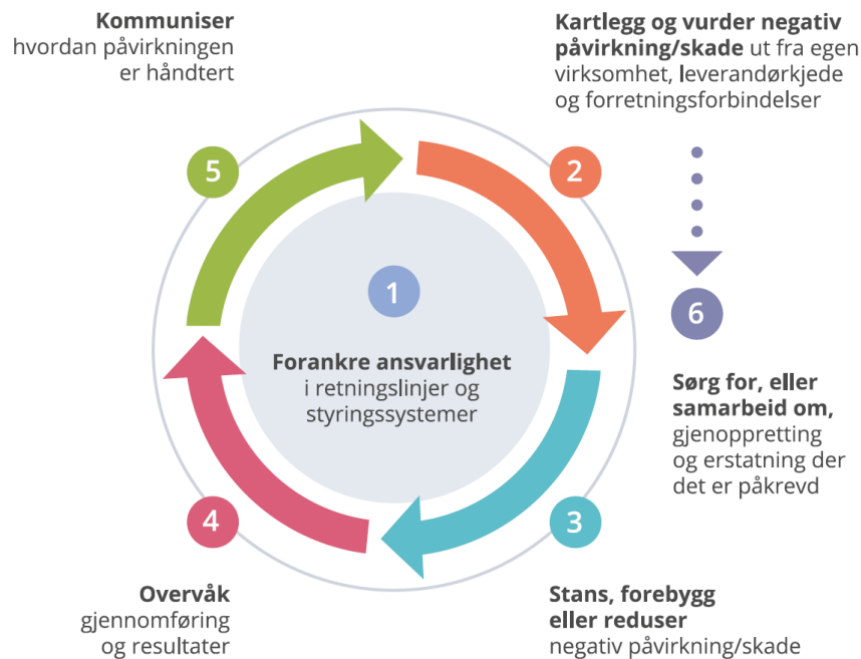 Kommuniser
hvordan påvirkningen
er håndtert
Kartlegg og vurder negativ
påvirkning/skade ut fra egen
virksomhet, leverandørkjede
og forretningsforbindelser
5
2
1
Forankre ansvarlighet
i retningslinjer og
styringssystemer
6
Sørg for, eller
samarbeid om,
gjenoppretting
og erstatning der
det er påkrevd
4
3
Overvåk
gjennomføring
og resultater
Stans, forebygg
eller reduser
negativ påvirkning/skade